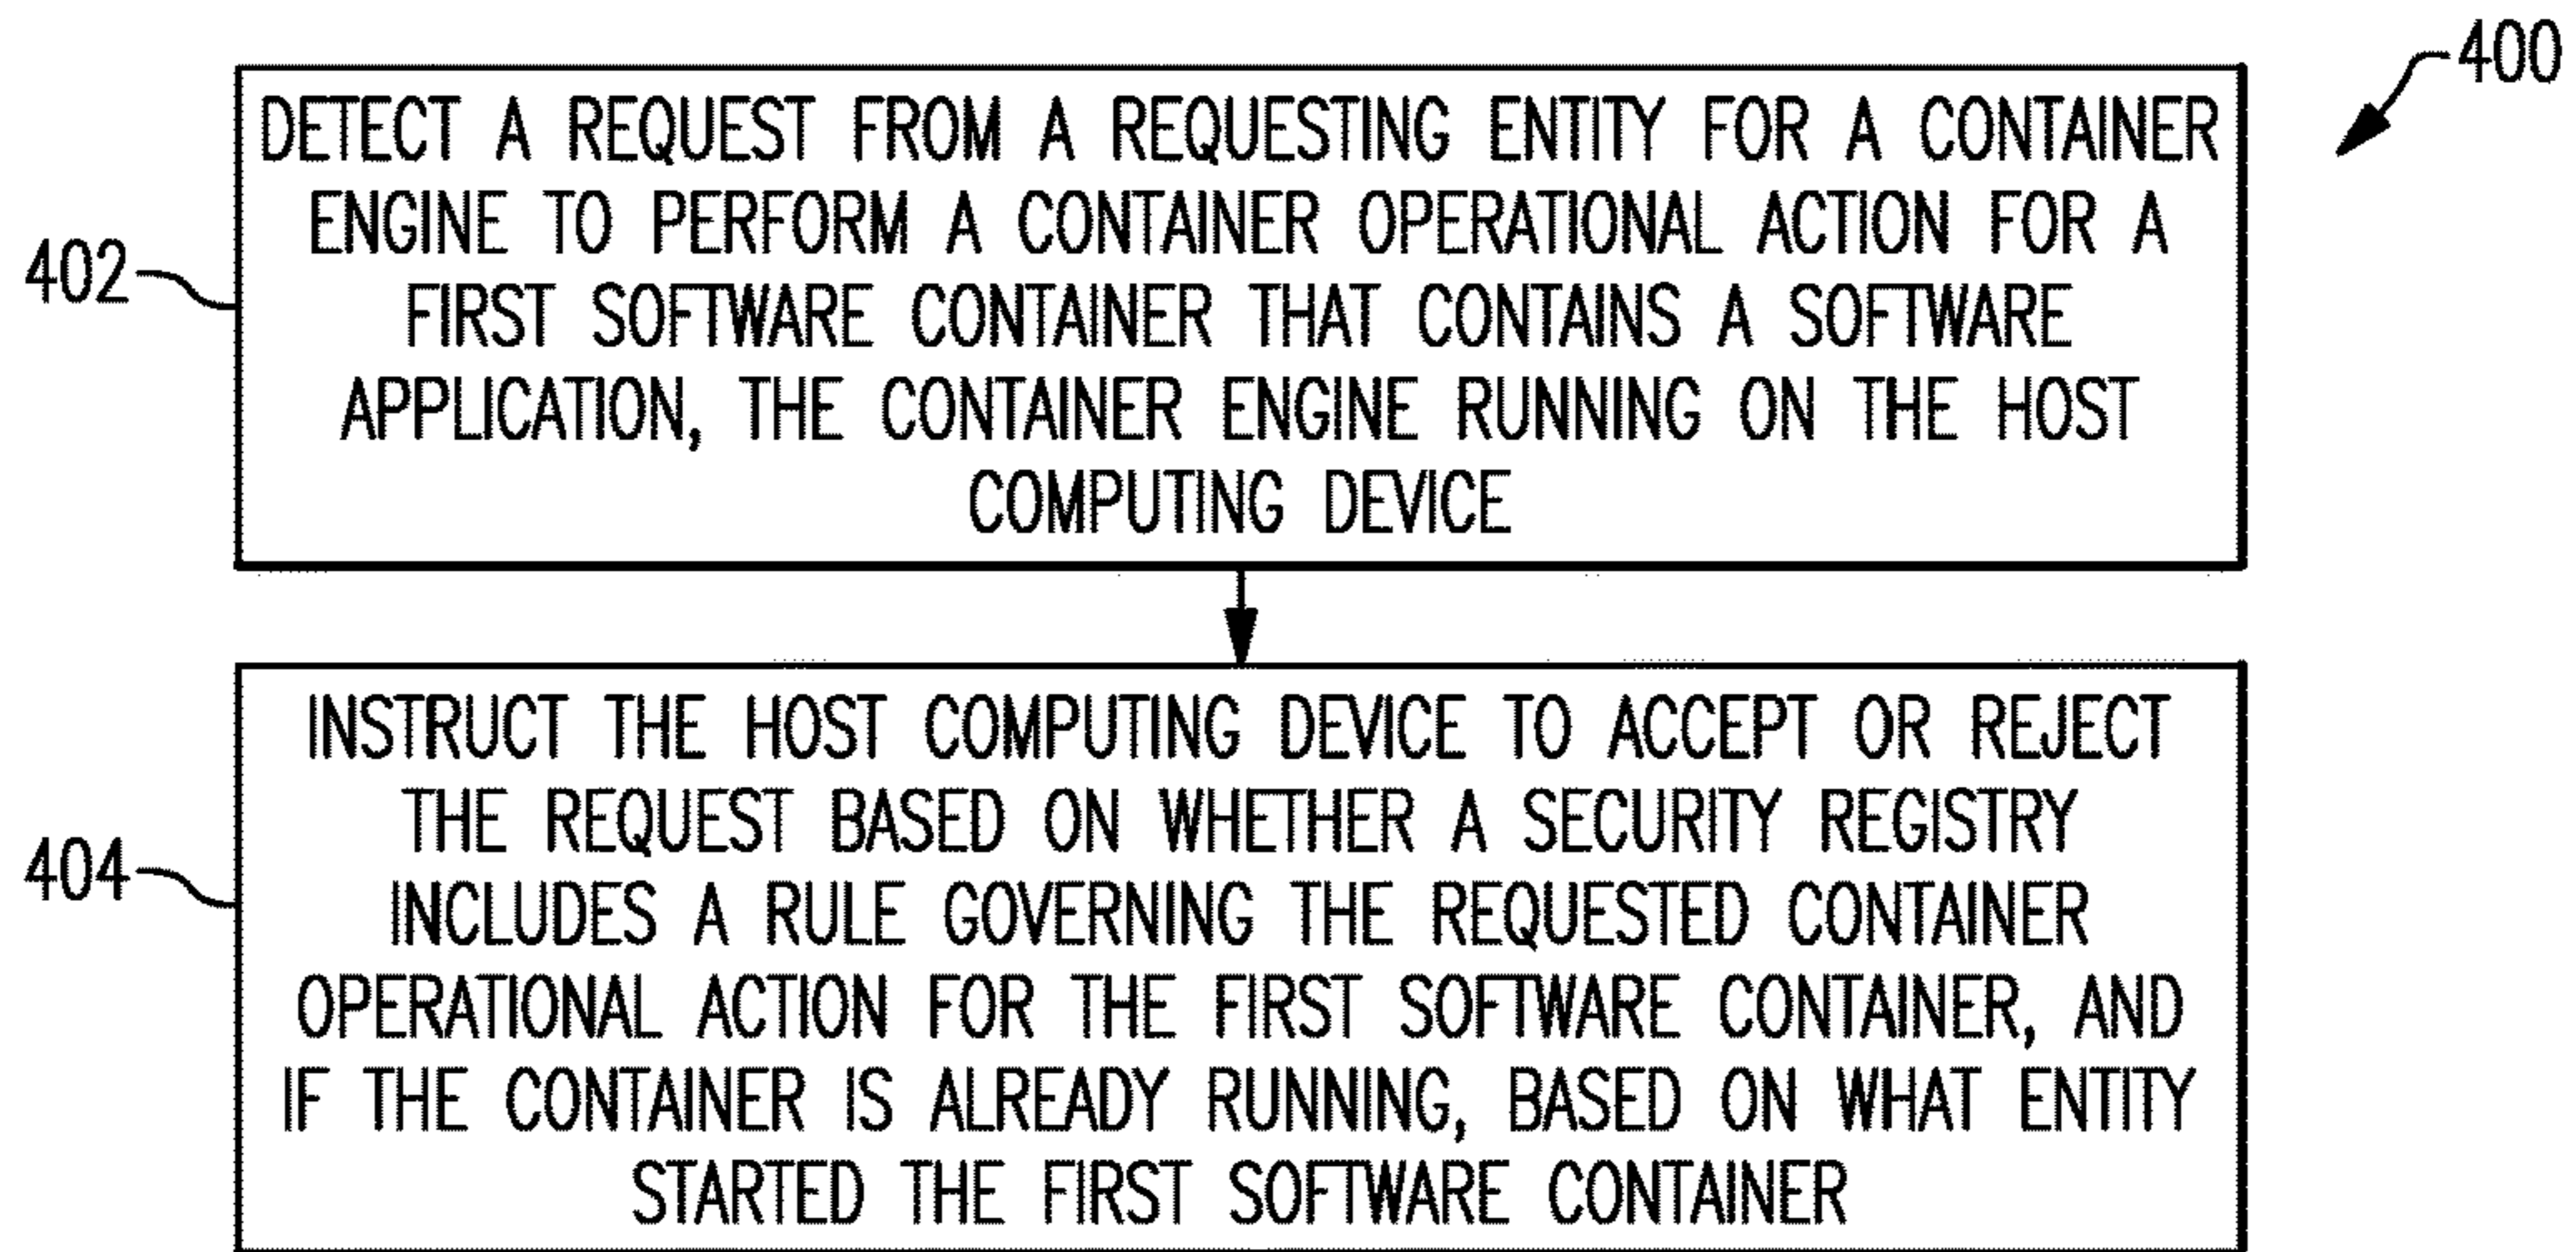 400
DETECT A REQUEST FROM A REQUESTING ENTITY FOR A CONTAINER
ENGINE TO PERFORM A CONTAINER OPERATIONAL ACTION FOR A
FIRST SOFTWARE CONTAINER THAT CONTAINS A SOFTWARE
APPLICATION, THE CONTAINER ENGINE RUNNING ON THE HOST
COMPUTING DEVICE
402
INSTRUCT THE HOST COMPUTING DEVICE TO ACCEPT OR REJECT
THE REQUEST BASED ON WHETHER A SECURITY REGISTRY
INCLUDES A RULE GOVERNING THE REQUESTED CONTAINER
OPERATIONAL ACTION FOR THE FIRST SOFTWARE CONTAINER, AND
IF THE CONTAINER IS ALREADY RUNNING, BASED ON WHAT ENTITY
STARTED THE FIRST SOFTWARE CONTAINER
404